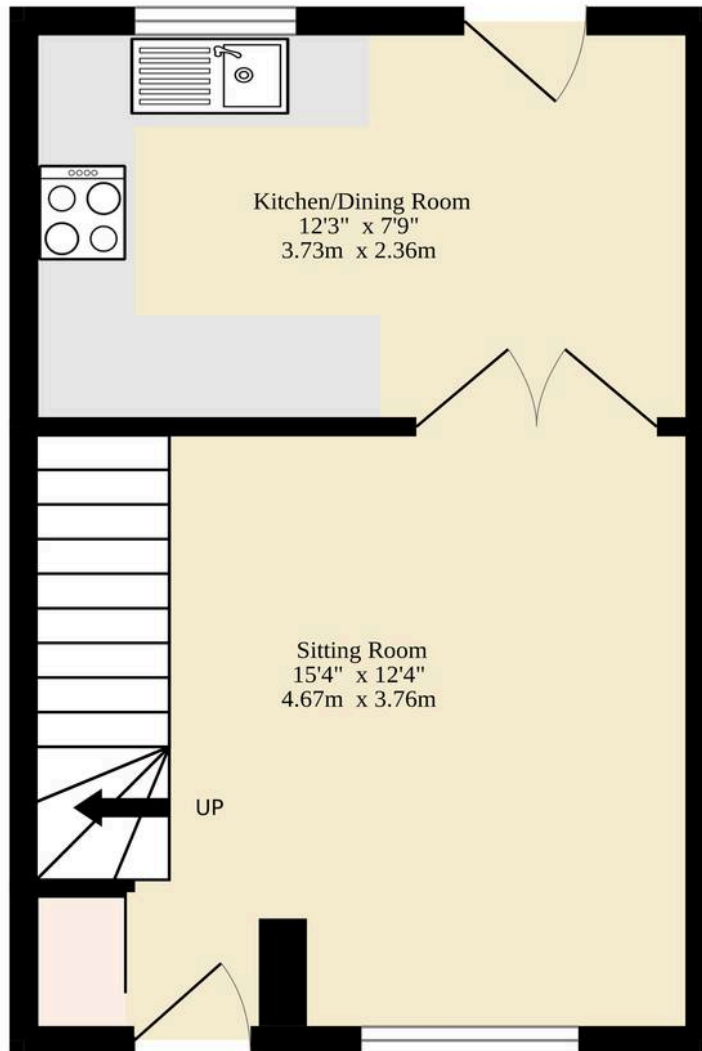 Kitchen/Dining Room
12'3" x 7'9"
3.73m x 2.36m
Sitting Room
15'4" x 12'4"
4.67m x 3.76m
UP